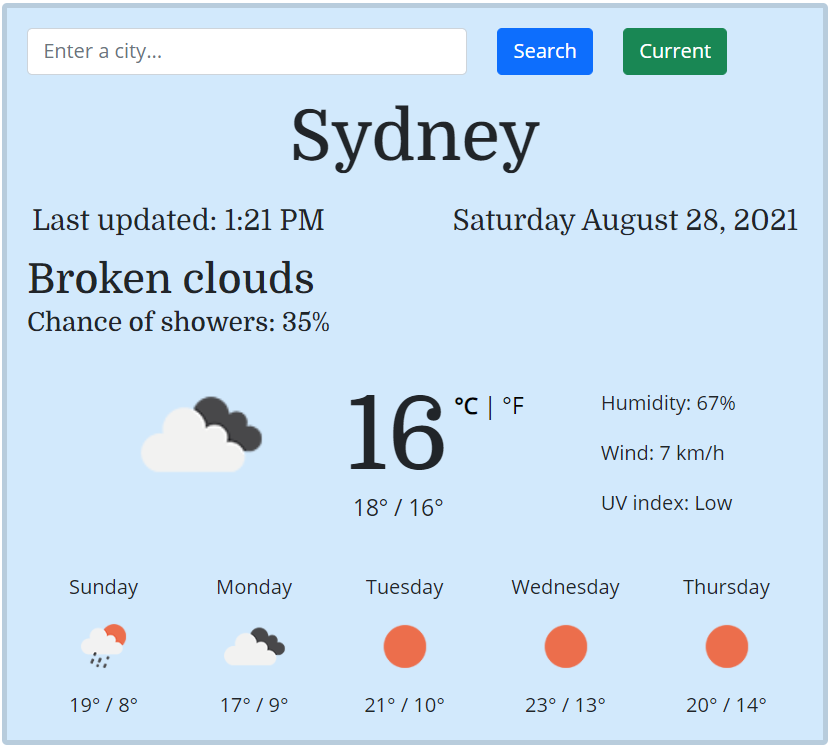 Enter a city... Search Current
Sydney
Last updated: 1:21 PM Saturday August 28, 2021
Broken clouds
Chance of showers: 35%
16 °C | °F
18° / 16°
Humidity: 67%
Wind: 7 km/h
UV index: Low
Sunday Monday Tuesday Wednesday Thursday
19° / 8° 17° / 9° 21° / 10° 23° / 13° 20° / 14°